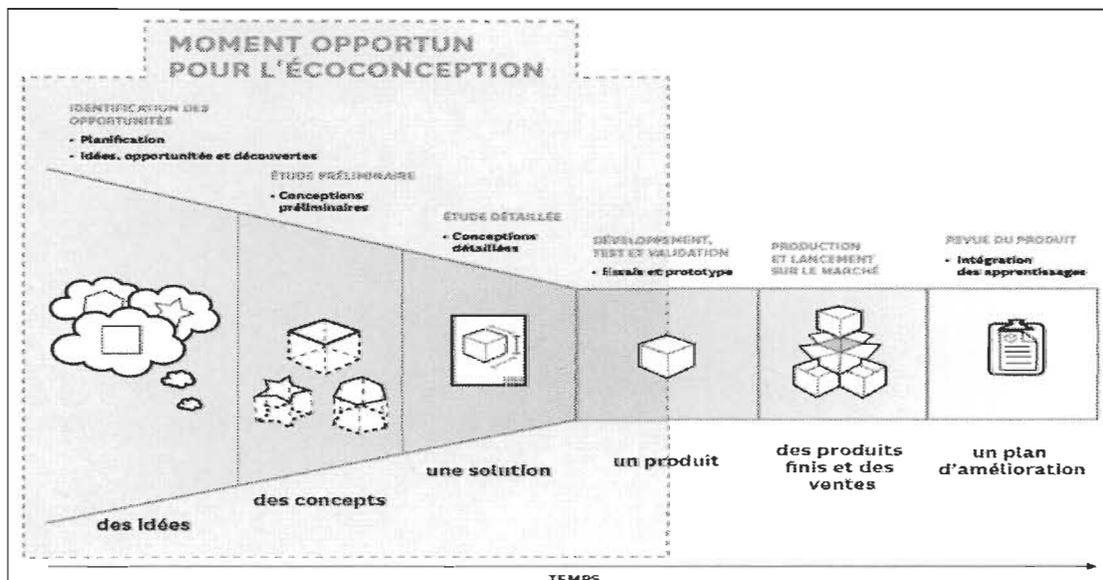 MOMENT OPPORTUN
POUR L'ÉCOCONCEPTION
IDENTIFICATION DES
OPPORTUNITÉS
- Planification
- Idées, opportunité et découvertes
ÉTUDE PRÉLIMINAIRE
- Conceptions
préliminaires
ÉTUDE DÉTAILLÉE
- Conceptions
détaillées
DÉVELOPPEMENT,
TEST ET VALIDATION
- Essais et prototype
PRODUCTION
ET LANCEMENT
SUR LE MARCHÉ
REVUE DU PRODUIT
- Intégration
des apprentissages
des idées
des concepts
une solution
un produit
des produits
finis et des
ventes
un plan
d'amélioration
TEMPS